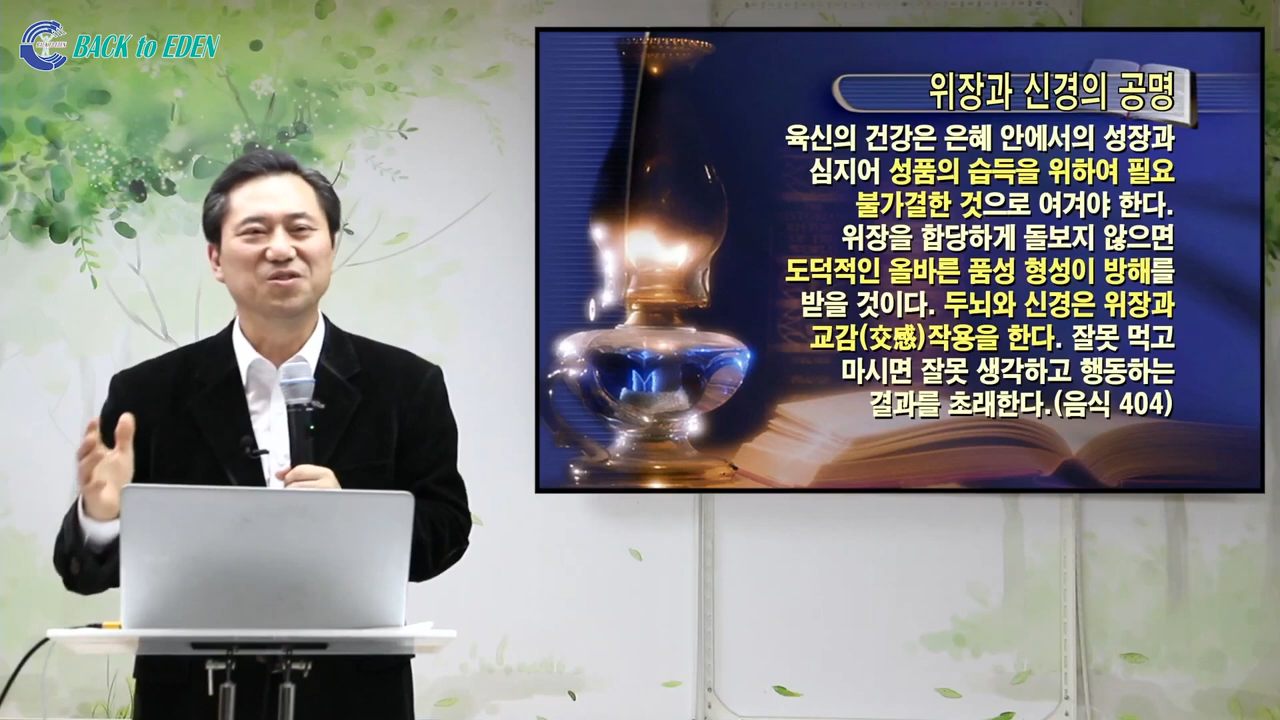 BACK to EDEN
위장과 신경의 공명
육신의 건강은 은혜 안에서의 성장과
심지어 성품의 습득을 위하여 필요
불가결한 것으로 여겨야 한다.
위장을 합당하게 돌보지 않으면
도덕적인 올바른 품성 형성이 방해를
받을 것이다. 두뇌와 신경은 위장과
교감(交感)작용을 한다. 잘못 먹고
마시면 잘못 생각하고 행동하는
결과를 초래한다.(음식 404)